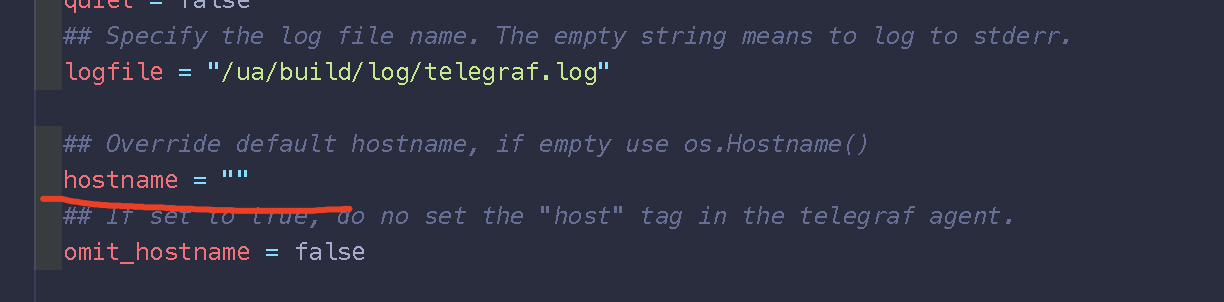 quiet = false
## Specify the log file name. The empty string means to log to stderr.
logfile = "/ua/build/log/telegraf.log"
## Override default hostname, if empty use os.Hostname()
hostname = ""
## If set to true, do no set the "host" tag in the telegraf agent.
omit_hostname = false